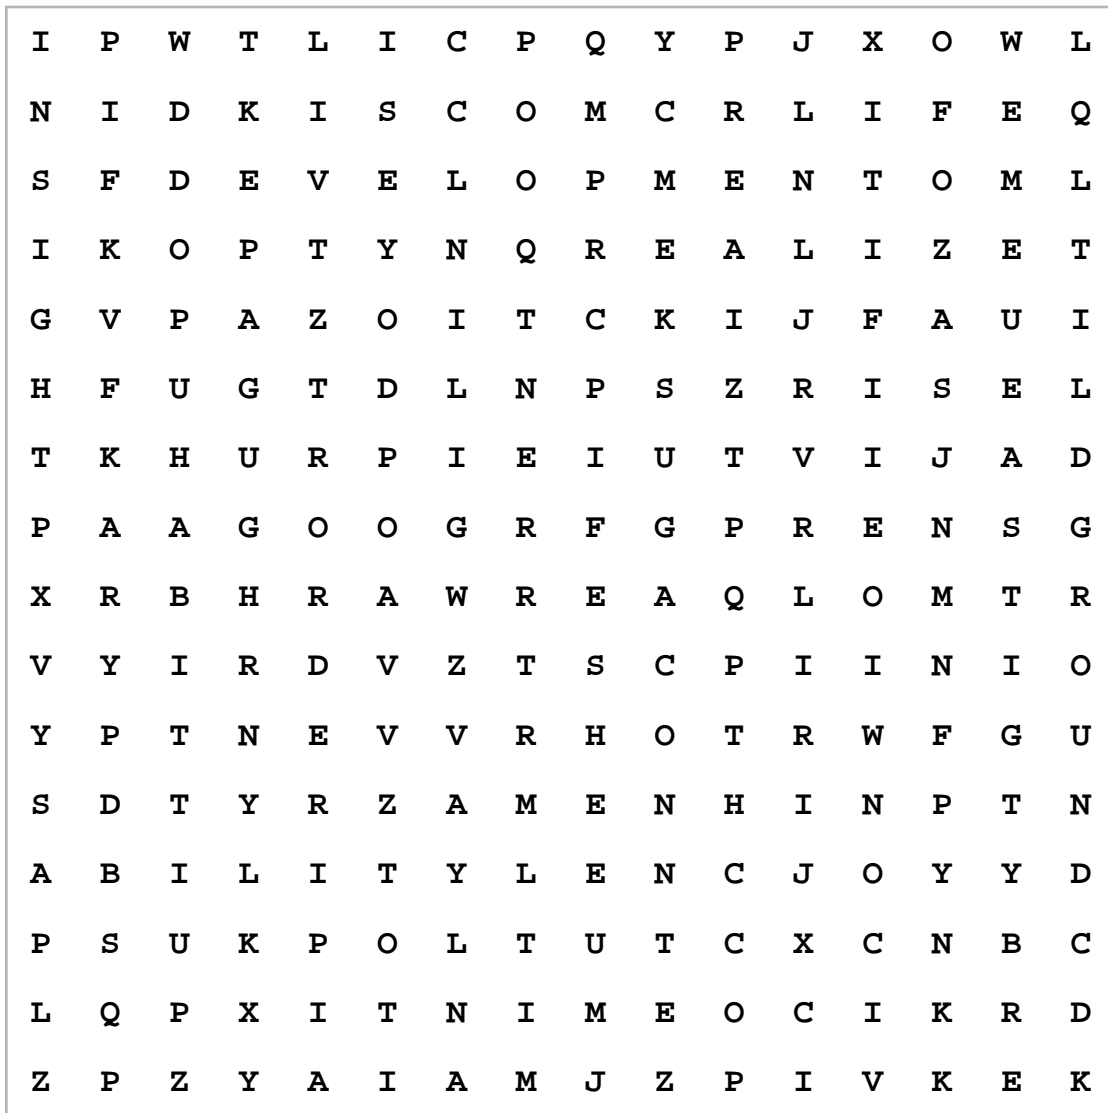 I P W T L I C P Q Y P J X O W L
N I D K I S C O M C R L I F E Q
S F D E V E L O P M E N T O M L
I K O P T Y N Q R E A L I Z E T
G V P A Z O I T C K I J F A U I
H F U G T D L N P S Z R I S E L
T K H U R P I E I U T V I J A D
P A A G O O G R F G P R E N S G
X R B H R A W R E A Q L O M T R
V Y I R D V Z T S C P I I N I O
Y P T N E V V R H O T R W F G U
S D T Y R Z A M E N H I N P T N
A B I L I T Y L E N C J O Y Y D
P S U K P O L T U T C X C N B C
L Q P X I T N I M E O C I K R D
Z P Z Y A I A M J Z P I V K E K